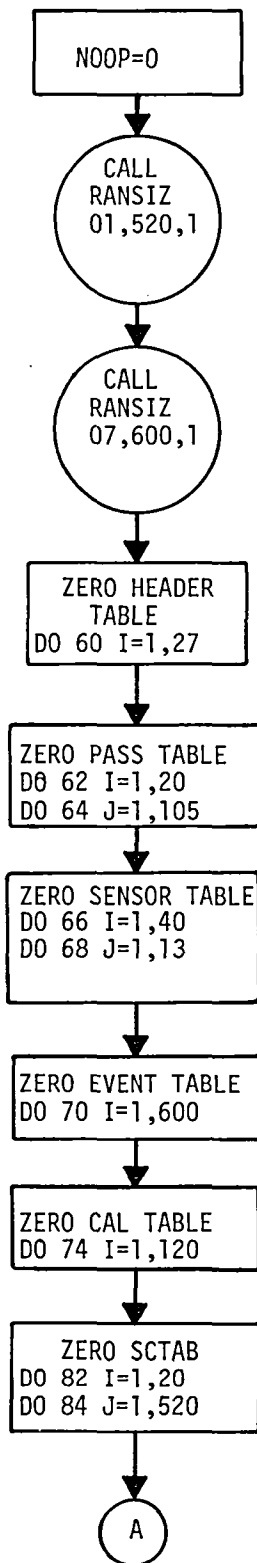 NOOP=0
CALL
RANSIZ
01,520,1
CALL
RANSIZ
07,600,1
ZERO HEADER
TABLE
DO 60 I=1,27
ZERO PASS TABLE
DO 62 I=1,20
DO 64 J=1,105
ZERO SENSOR TABLE
DO 66 I=1,40
DO 68 J=1,13
ZERO EVENT TABLE
DO 70 I=1,600
ZERO CAL TABLE
DO 74 I=1,120
ZERO SCTAB
DO 82 I=1,20
DO 84 J=1,520
A